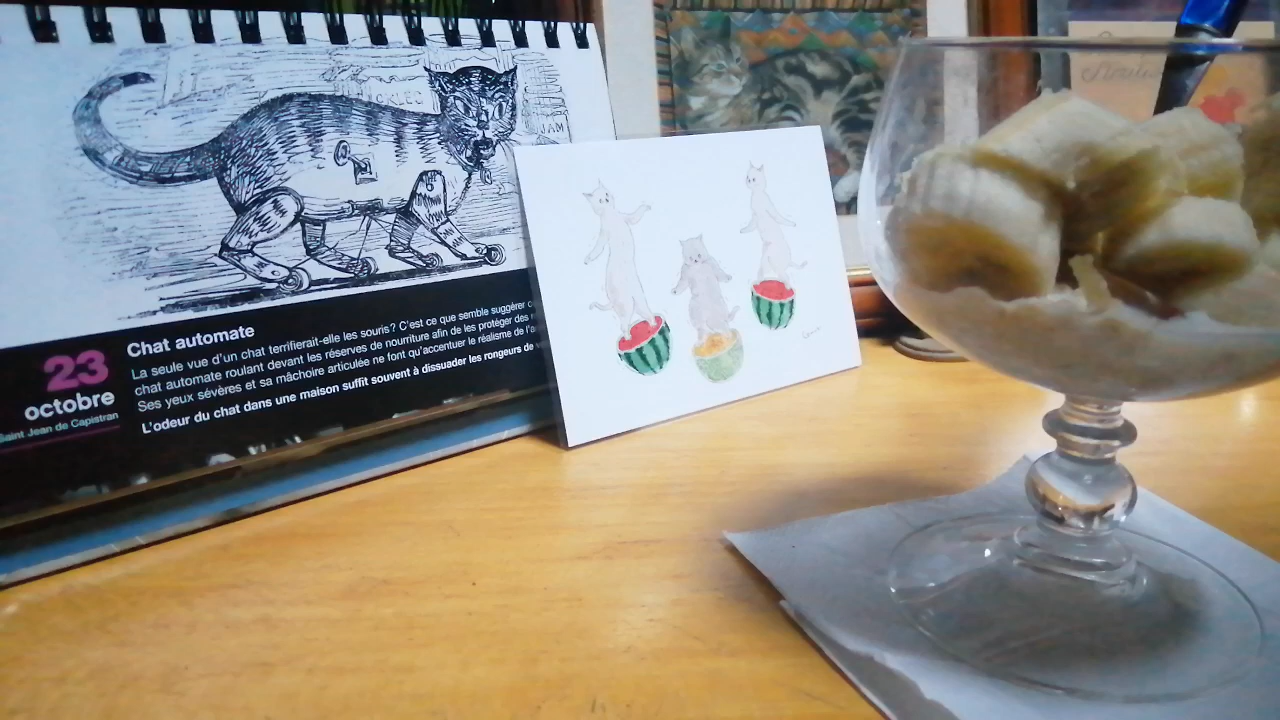 JAM
Chat automate
23
octobre
Saint Jean de Capistran
La seule vue d'un chat terrifierait-elle les souris? C'est ce que semble suggérer
chat automate roulant devant les réserves de nourriture afin de les protéger des
Ses yeux sévères et sa mâchoire articulée ne font qu'accentuer le réalisme de
L'odeur du chat dans une maison suffit souvent à dissuader les rongeurs de